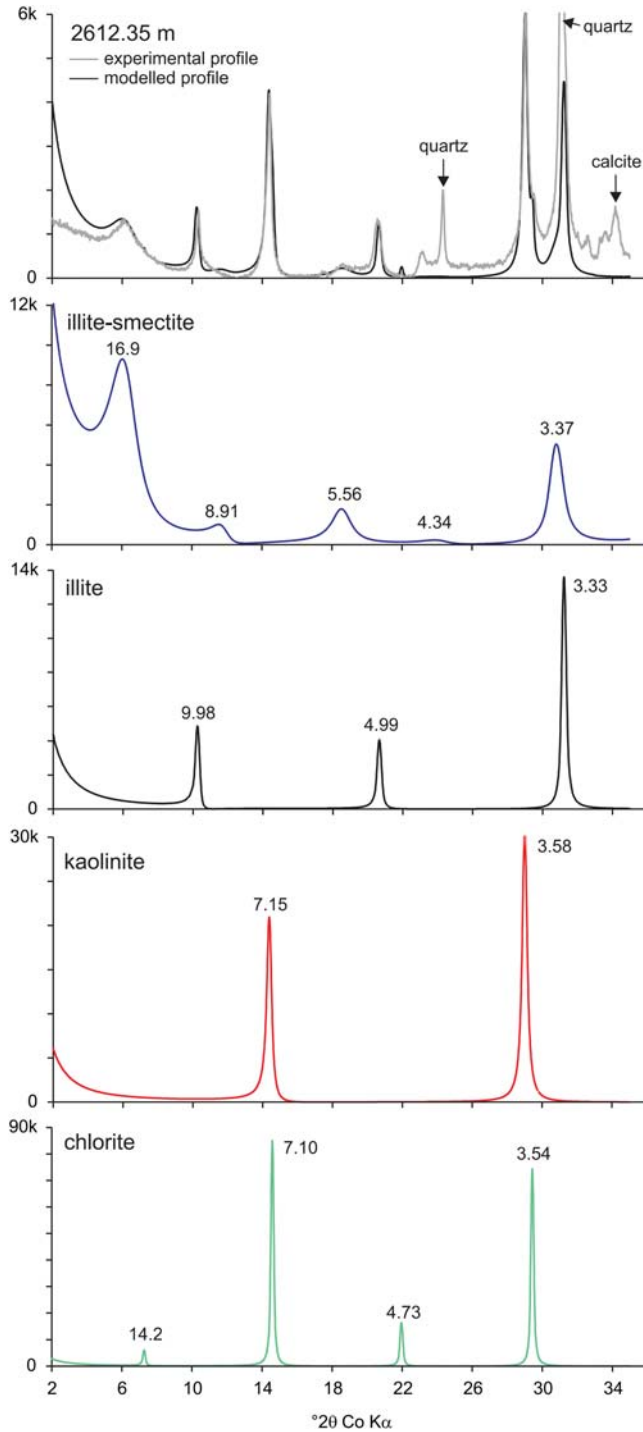 6k
2612.35 m
experimental profile
modelled profile
quartz
quartz
calcite
0
12k
illite-smectite
16.9
8.91
5.56
4.34
3.37
0
14k
illite
9.98
4.99
3.33
0
30k
kaolinite
7.15
3.58
0
90k
chlorite
14.2
7.10
4.73
3.54
0
2 6 10 14 18 22 26 30 34
°2θ Co Kα